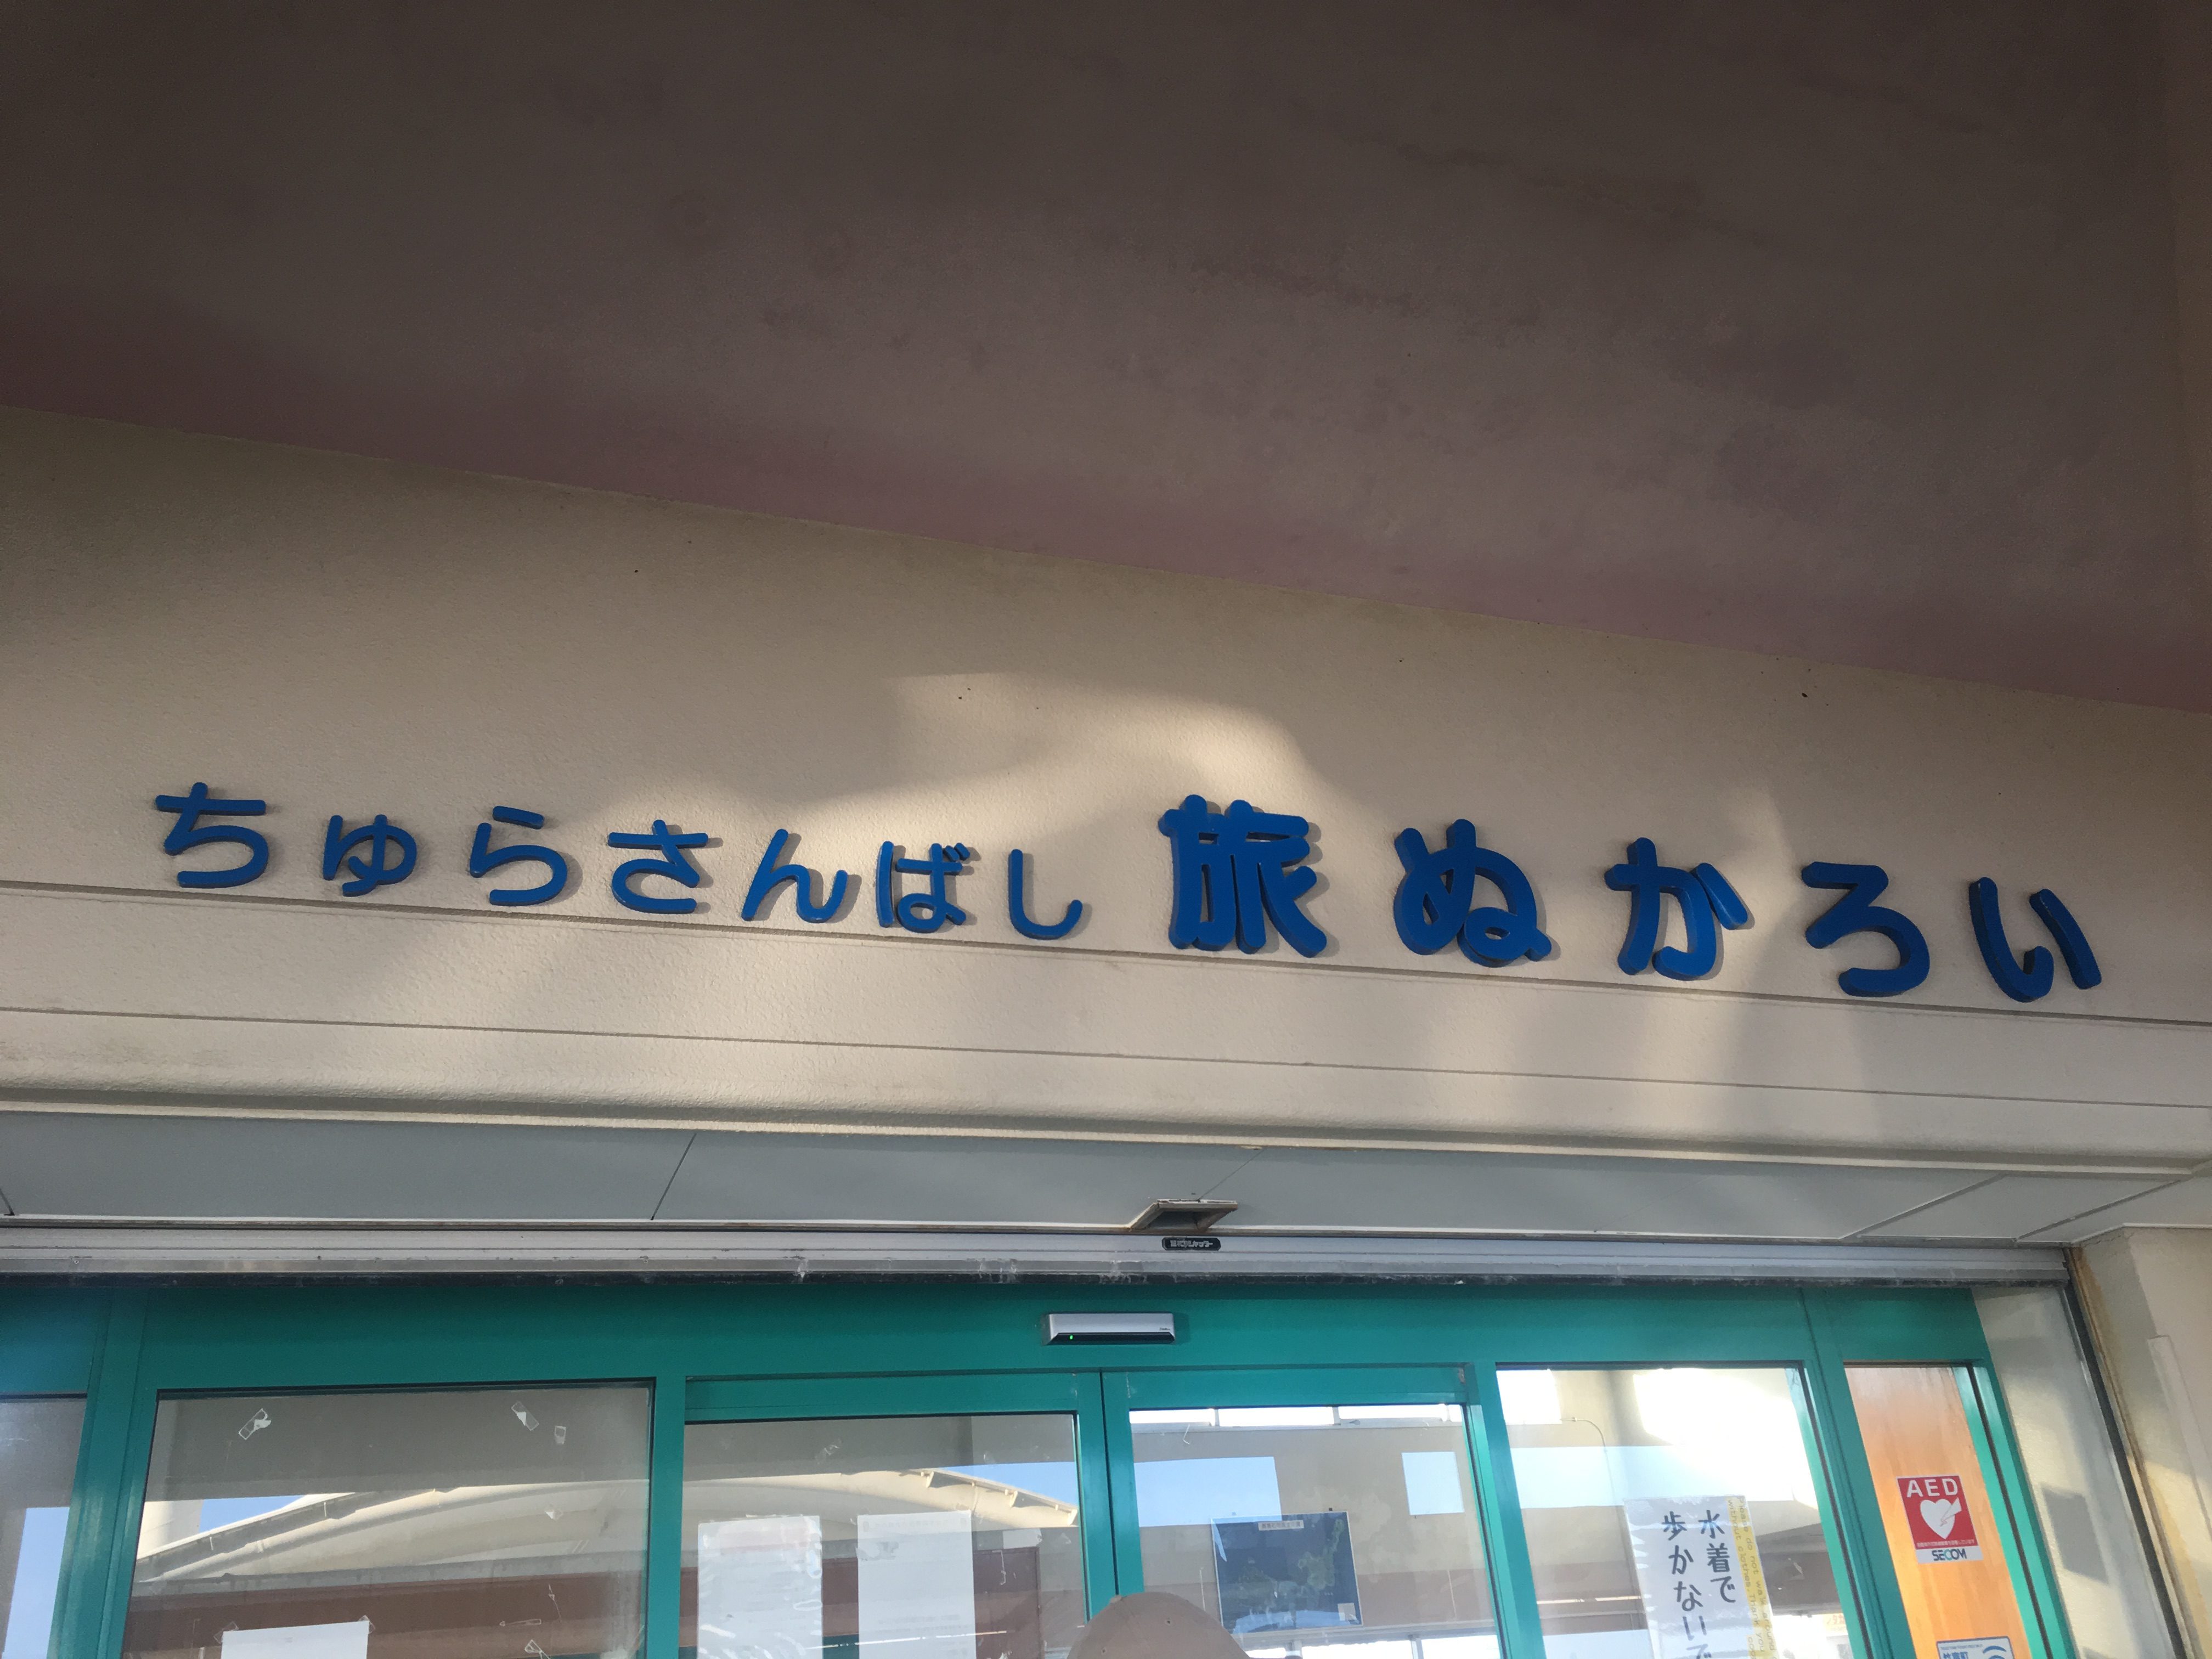 ちゅらさんばし 旅ぬかろい
水着で
歩かないで
AED
SECOM